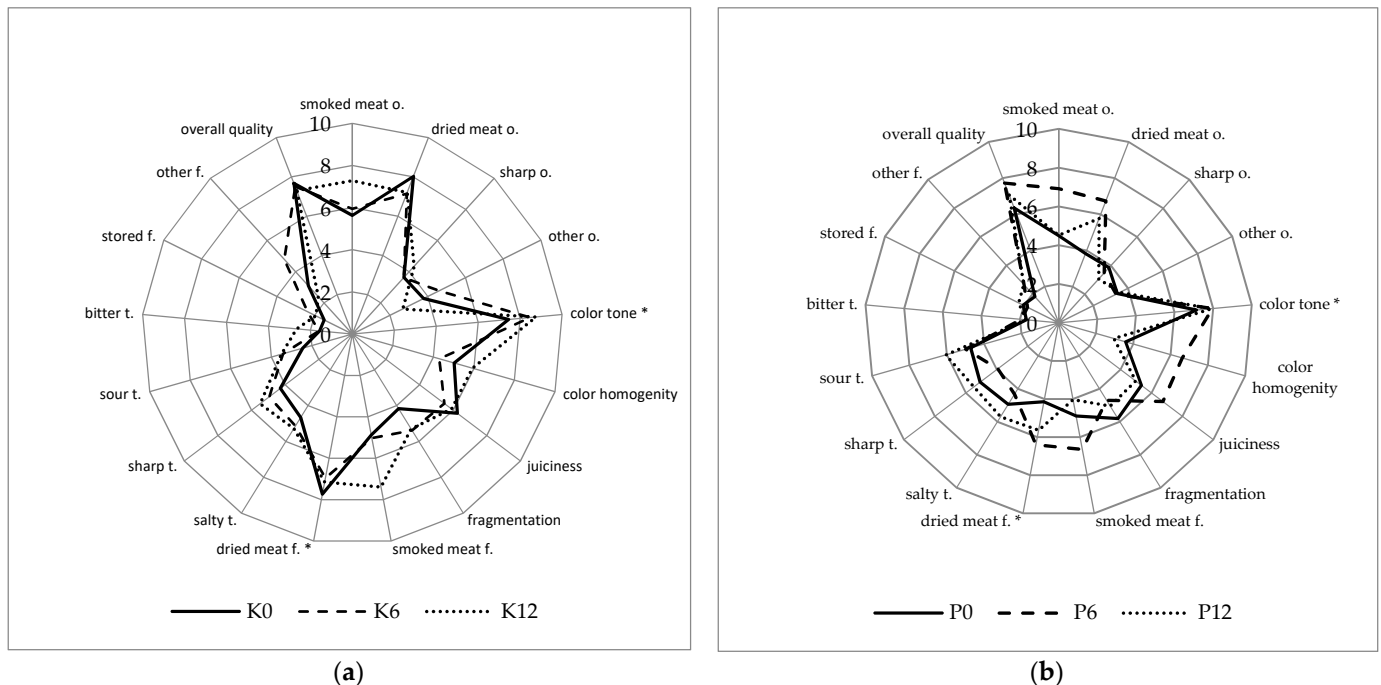 smoked meat o.
10
overall quality
dried meat o.
8
other f.
sharp o.
6
stored f.
4
other o.
2
bitter t.
0
color tone *
sour t.
color homogenity
sharp t.
juiciness
salty t.
fragmentation
dried meat f. *
smoked meat f.
K0
K6
K12
(a)
smoked meat o.
10
overall quality
dried meat o.
8
other f.
sharp o.
6
stored f.
4
other o.
2
bitter t.
0
color tone *
sour t.
color
homogenity
sharp t.
juiciness
salty t.
fragmentation
dried meat f. *
smoked meat f.
P0
P6
P12
(b)